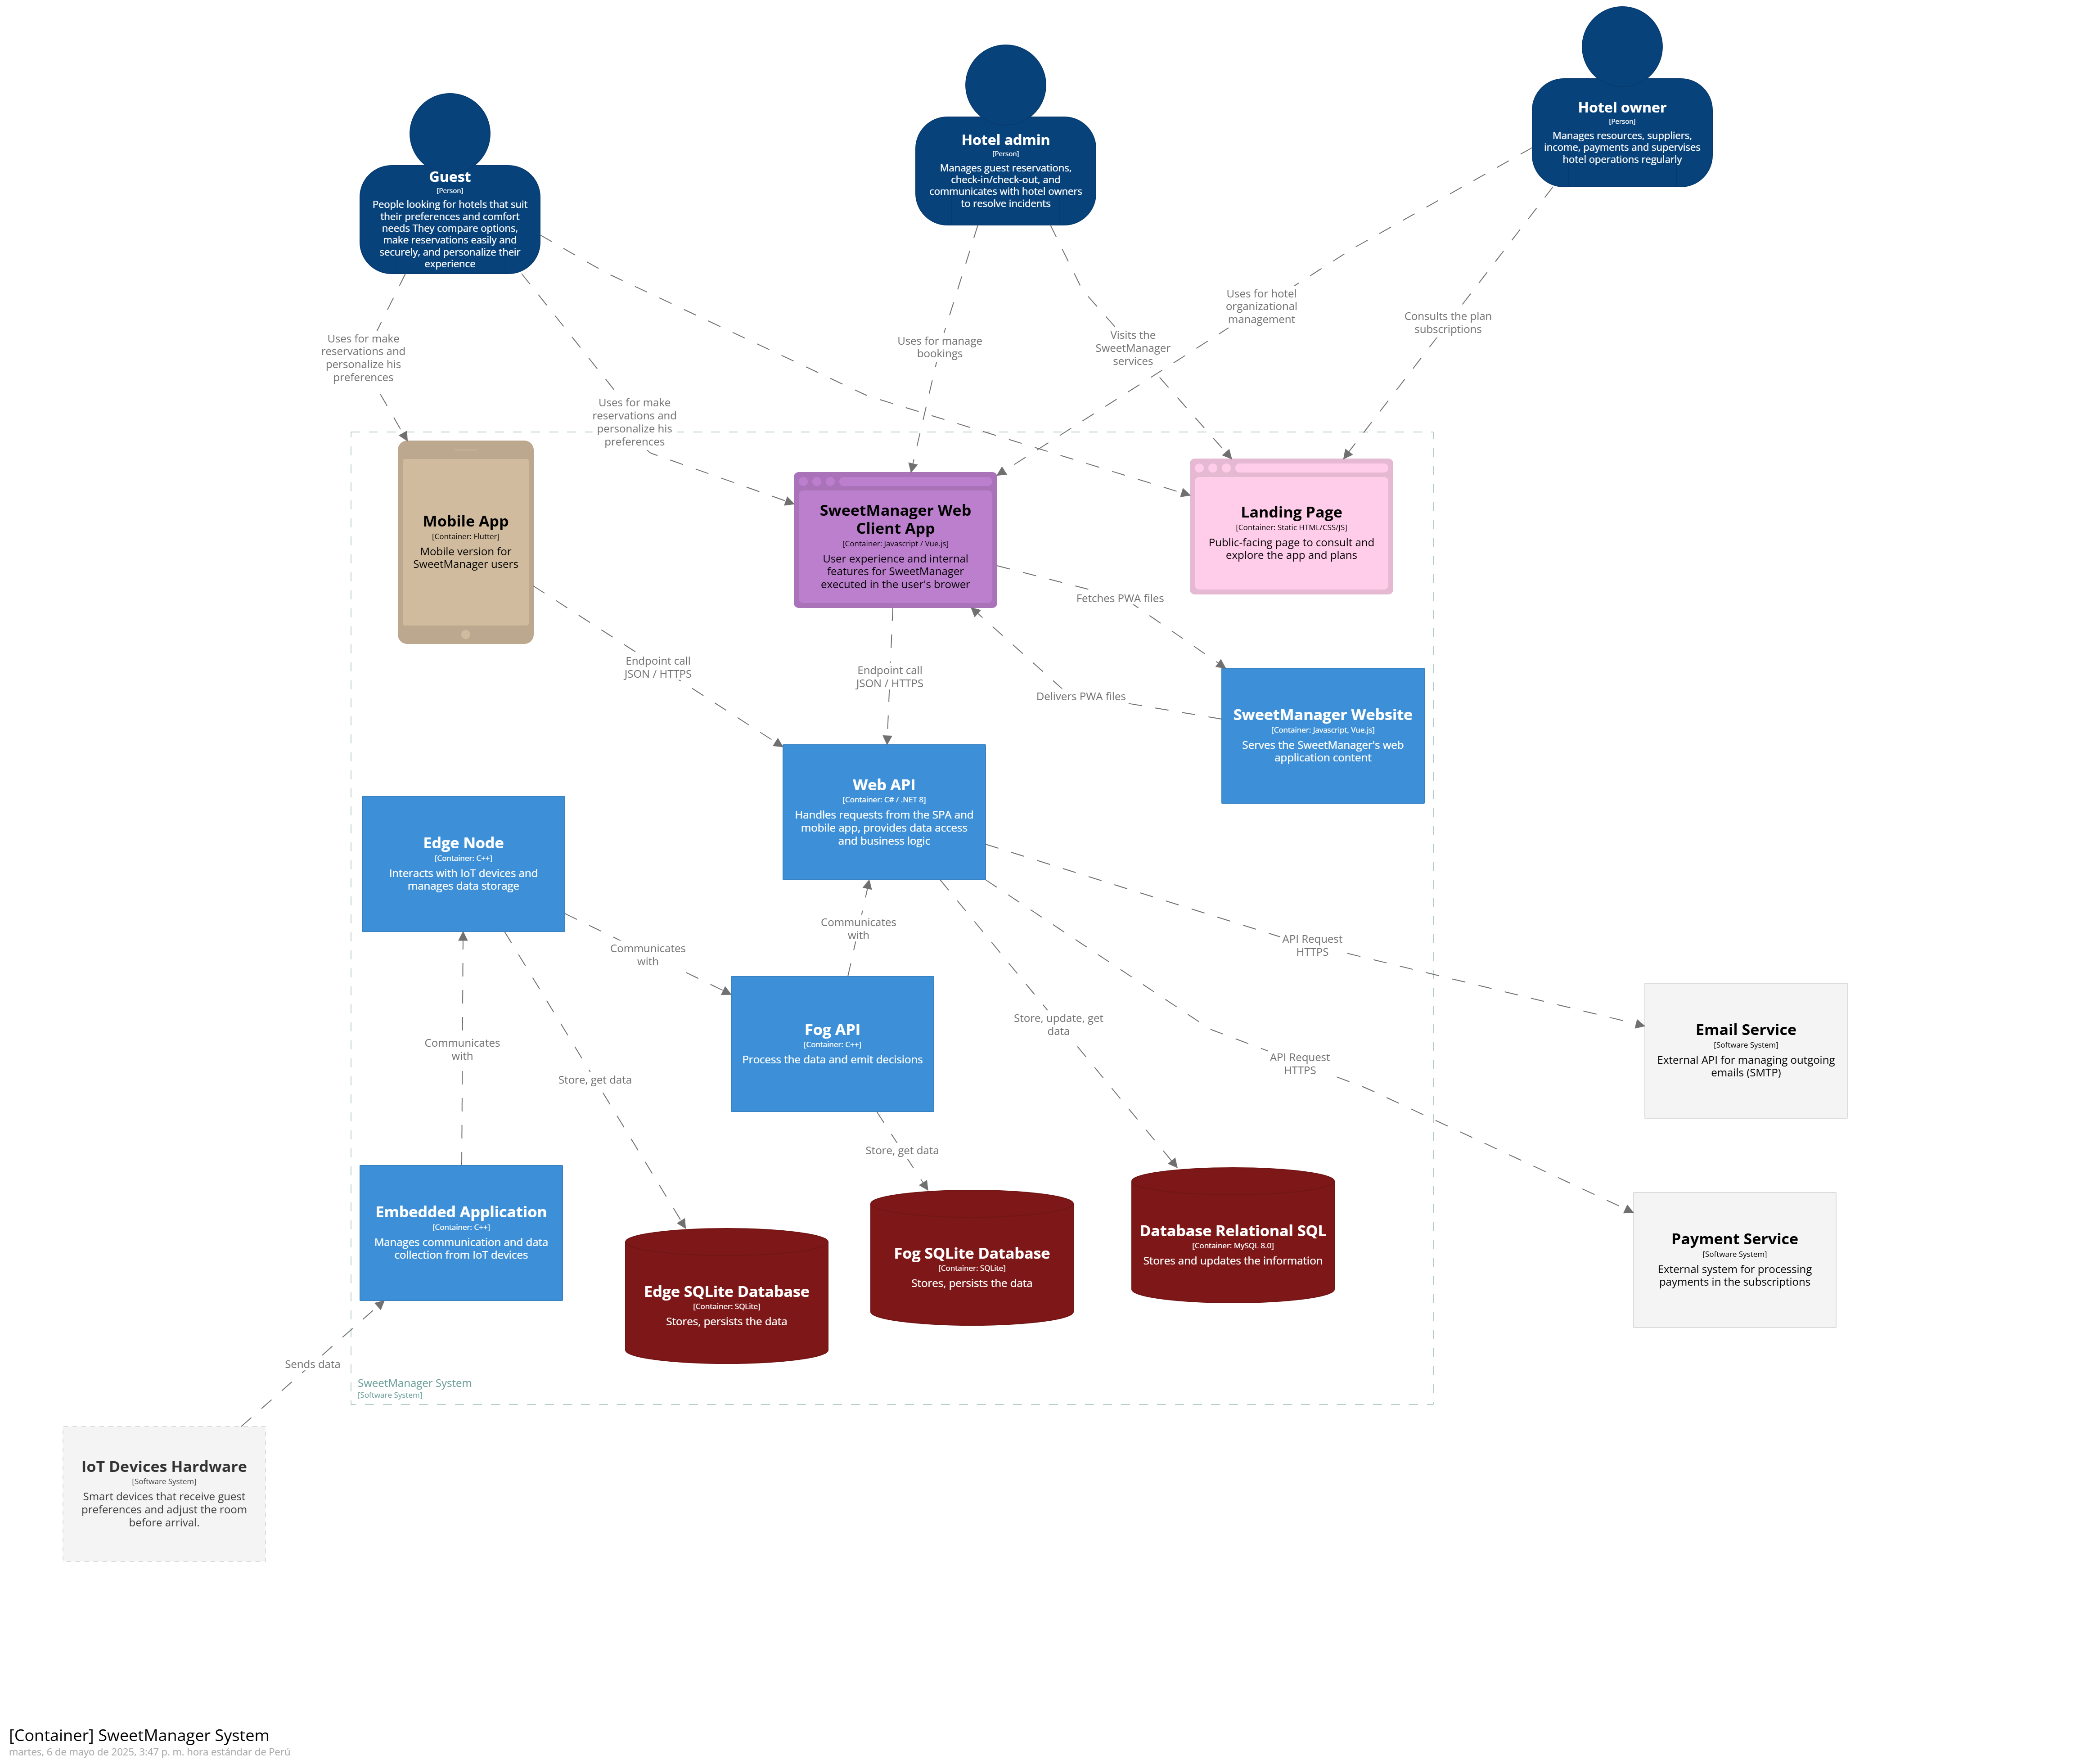 Hotel owner
[Person]
Manages resources, suppliers,
income, payments and supervises
hotel operations regularly
Hotel admin
[Person]
Manages guest reservations,
check-in/check-out, and
communicates with hotel owners
to resolve incidents
Guest
[Person]
People looking for hotels that suit
their preferences and comfort
needs They compare options,
make reservations easily and
securely, and personalize their
experience
Uses for make
reservations and
personalize his
preferences
Uses for make
reservations and
personalize his
preferences
Uses for manage
bookings
Visits the
SweetManager
services
Uses for hotel
organizational
management
Consults the plan
subscriptions
Mobile App
[Container: Flutter]
Mobile version for
SweetManager users
SweetManager Web
Client App
[Container: Javascript / Vue.js]
User experience and internal
features for SweetManager
executed in the user's brower
Landing Page
[Container: Static HTML/CSS/JS]
Public-facing page to consult and
explore the app and plans
Fetches PWA files
Endpoint call
JSON / HTTPS
Endpoint call
JSON / HTTPS
Delivers PWA files
SweetManager Website
[Container: Javascript, Vue.js]
Serves the SweetManager's web
application content
Web API
[Container: C# / .NET 8]
Handles requests from the SPA and
mobile app, provides data access
and business logic
Edge Node
[Container: C++]
Interacts with IoT devices and
manages data storage
Communicates
with
Communicates
with
API Request
HTTPS
Fog API
[Container: C++]
Process the data and emit decisions
Store, update, get
data
Email Service
[Software System]
External API for managing outgoing
emails (SMTP)
Communicates
with
Store, get data
API Request
HTTPS
Store, get data
Embedded Application
[Container: C++]
Manages communication and data
collection from IoT devices
Edge SQLite Database
[Container: SQLite]
Stores, persists the data
Fog SQLite Database
[Container: SQLite]
Stores, persists the data
Database Relational SQL
[Container: MySQL 8.0]
Stores and updates the information
Payment Service
[Software System]
External system for processing
payments in the subscriptions
Sends data
SweetManager System
[Software System]
IoT Devices Hardware
[Software System]
Smart devices that receive guest
preferences and adjust the room
before arrival.
[Container] SweetManager System
martes, 6 de mayo de 2025, 3:47 p. m. hora estándar de Perú